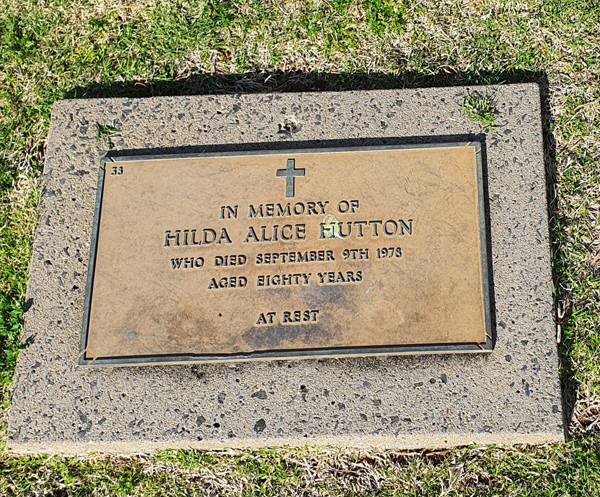 33
IN MEMORY OF
HILDA ALICE HUTTON
WHO DIED SEPTEMBER 9TH 1978
AGED EIGHTY YEARS
AT REST